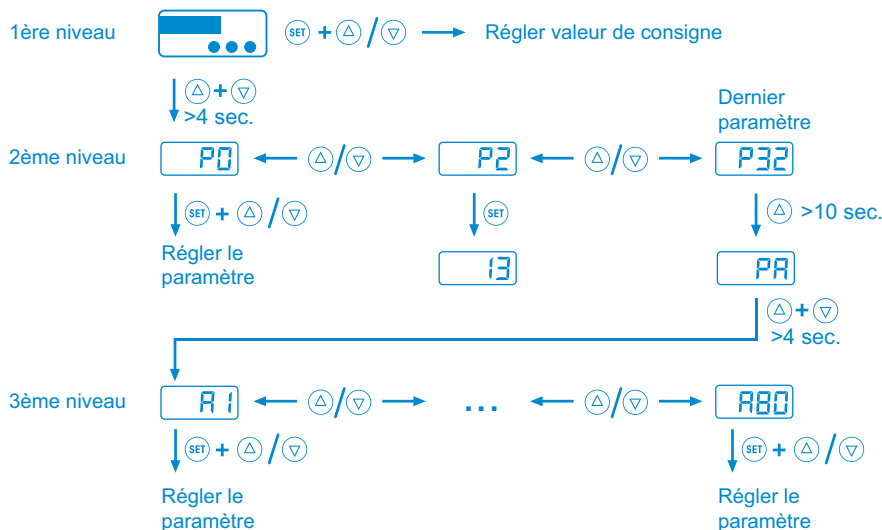 1ère niveau
SET + △ / ▽
Régler valeur de consigne
△ + ▽
>4 sec.
Dernier
paramètre
2ème niveau
P0
△ / ▽
P2
△ / ▽
P32
SET + △ / ▽
SET
△ >10 sec.
Régler le
paramètre
13
PA
△ + ▽
>4 sec.
3ème niveau
A1
△ / ▽
...
△ / ▽
A80
SET + △ / ▽
SET + △ / ▽
Régler le
paramètre
Régler le
paramètre